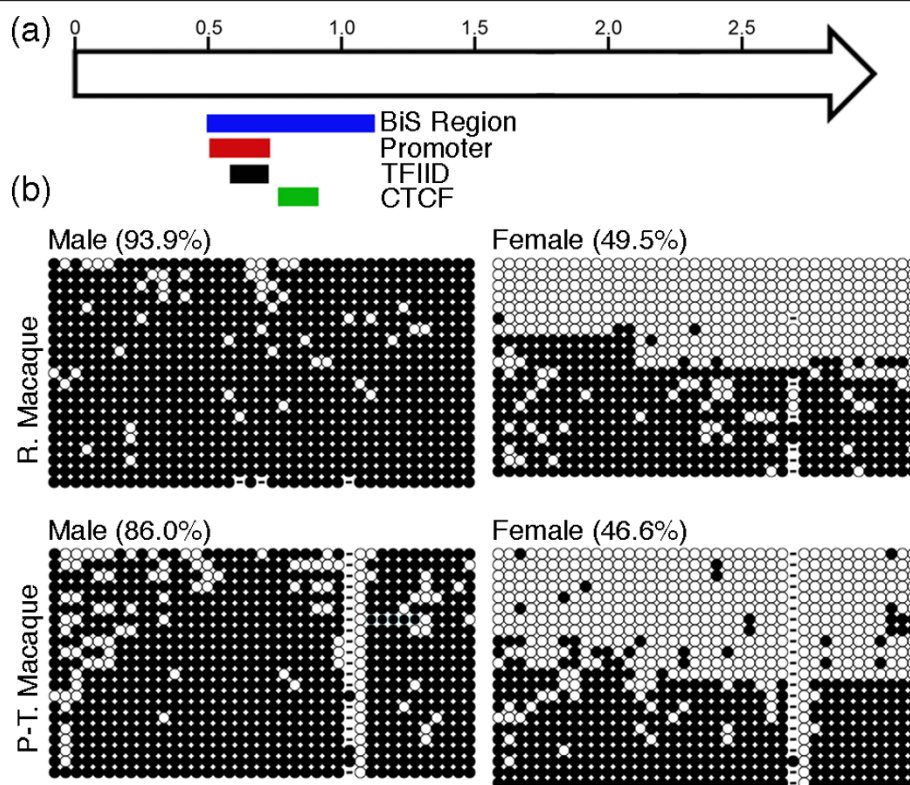 (a)
0 0.5 1.0 1.5 2.0 2.5
BiS Region
Promoter
TFIID
CTCF
(b)
Male (93.9%) Female (49.5%)
R. Macaque
Male (86.0%) Female (46.6%)
P-T. Macaque